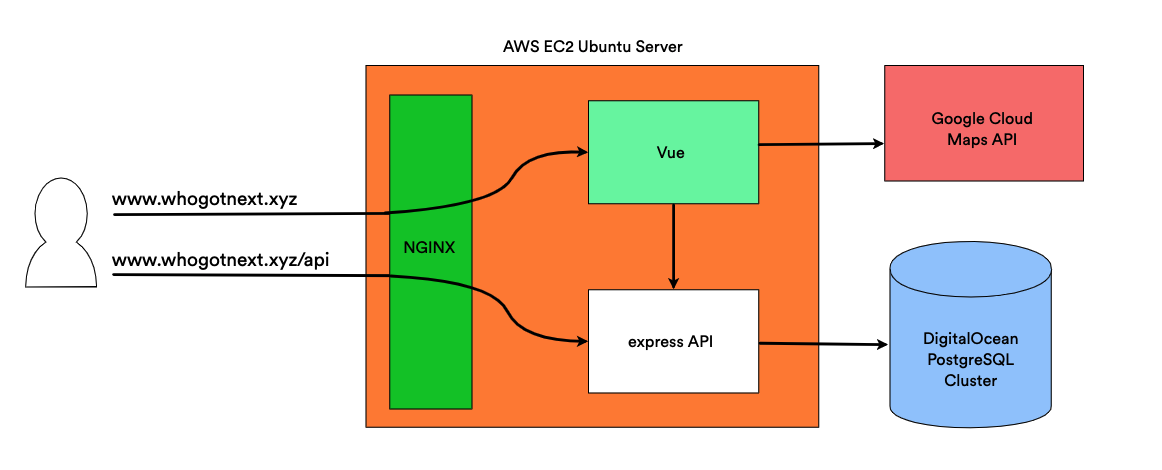 AWS EC2 Ubuntu Server
Google Cloud
Maps API
Vue
www.whogotnext.xyz
NGINX
www.whogotnext.xyz/api
express API
DigitalOcean
PostgreSQL
Cluster